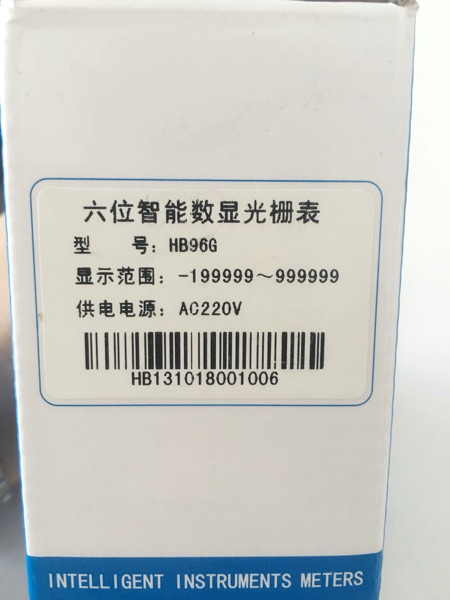 六位智能数显光栅表
型 号: HB96G
显示范围: -199999～999999
供电电源: AC220V
HB131018001006
INTELLIGENT INSTRUMENTS METERS